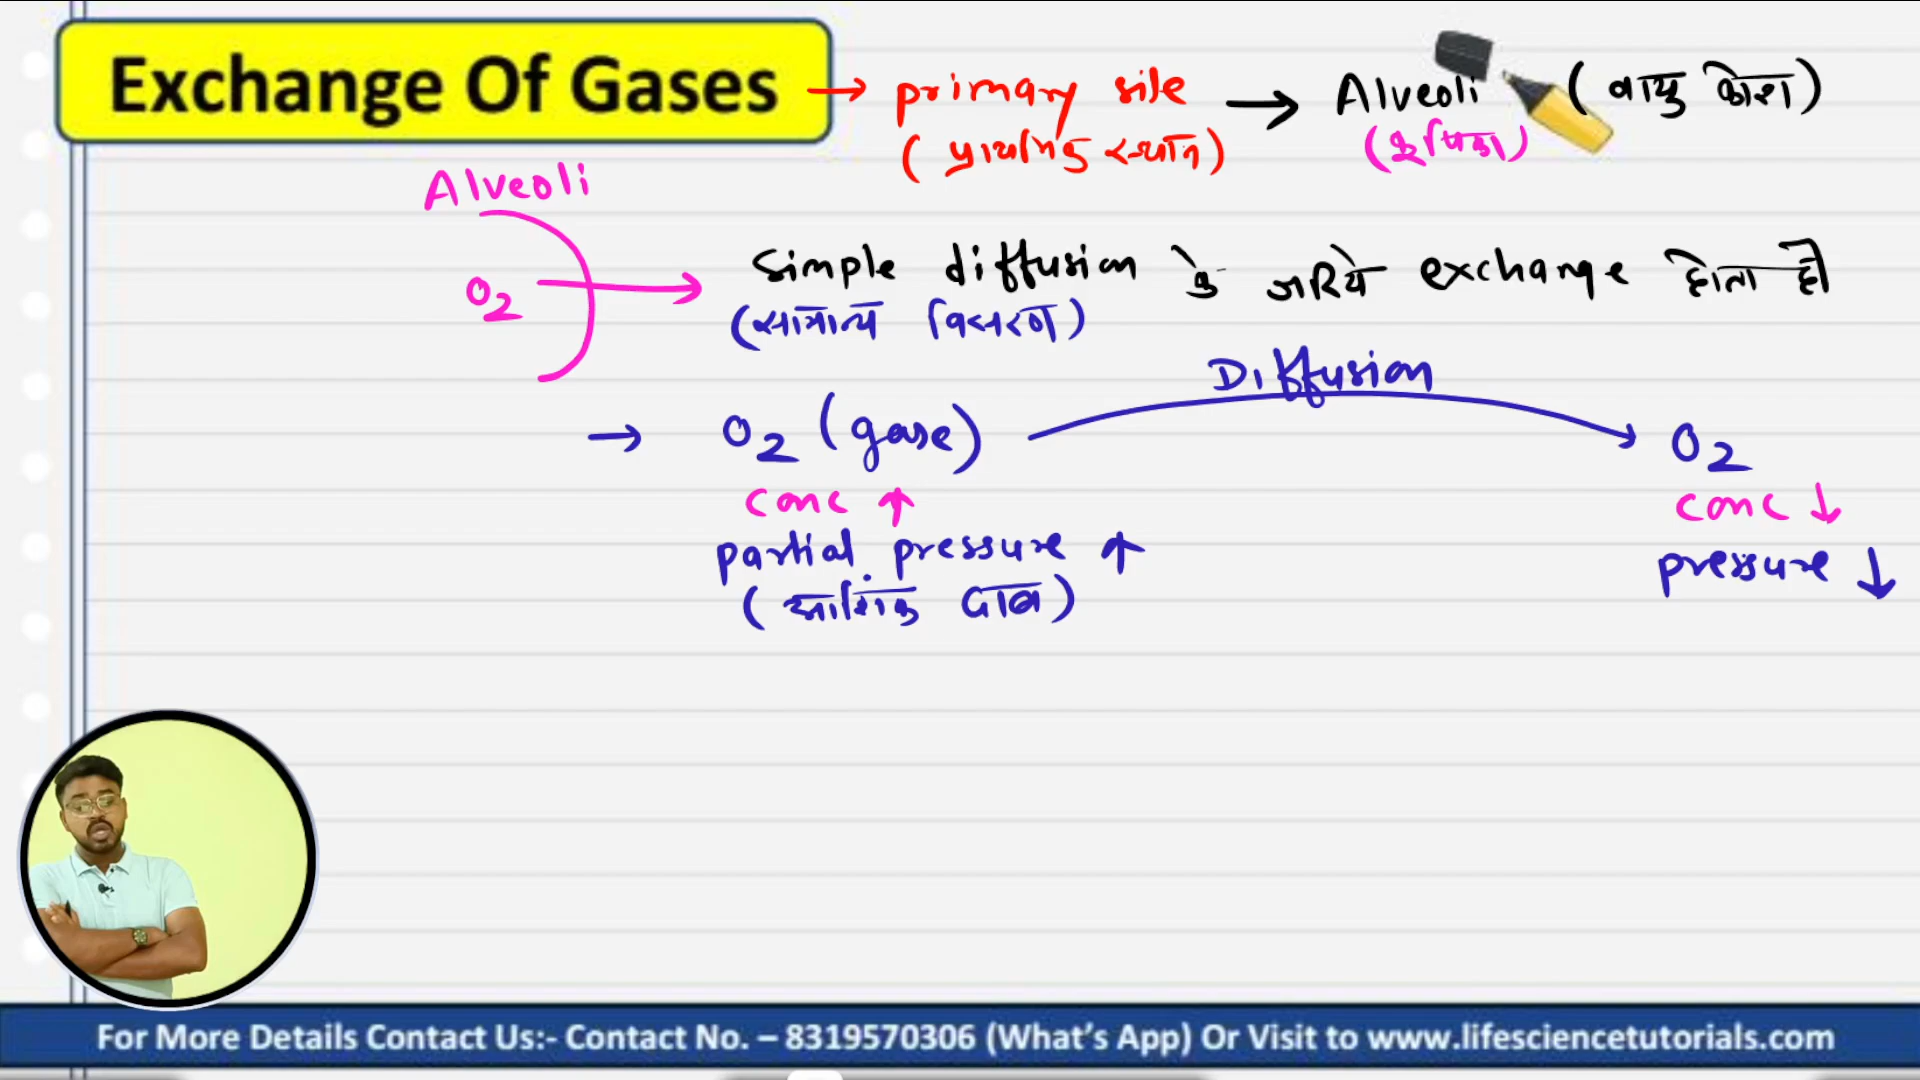 Exchange Of Gases → primary site → Alveoli (वायु कोश)
(प्राथमिक स्थान) (कूपिका)
Alveoli
O2 → Simple diffusion के जरिये exchange होता है
(सामान्य विसरण)
Diffusion
→ O2 (gase) → O2
conc ↑ conc ↓
partial pressure ↑ pressure ↓
(आंशिक दाब)
For More Details Contact Us:- Contact No. – 8319570306 (What's App) Or Visit to www.lifesciencetutorials.com